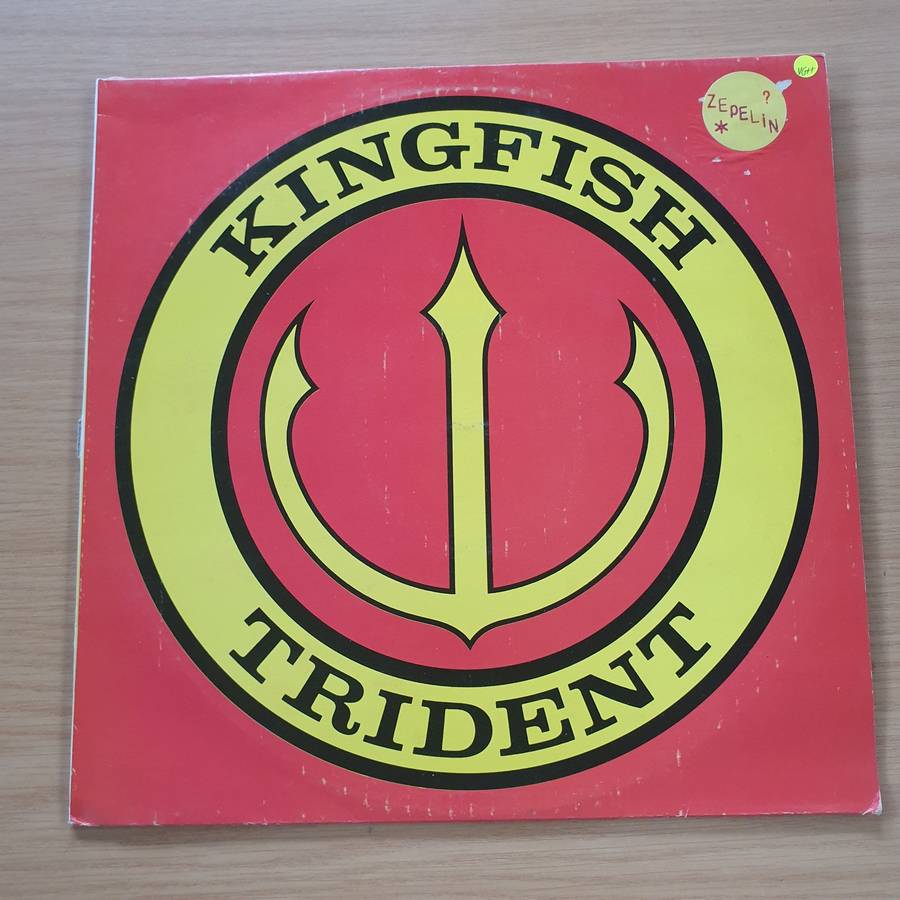 KINGFISH
TRIDENT
?
ZEPELiN
*
VG++